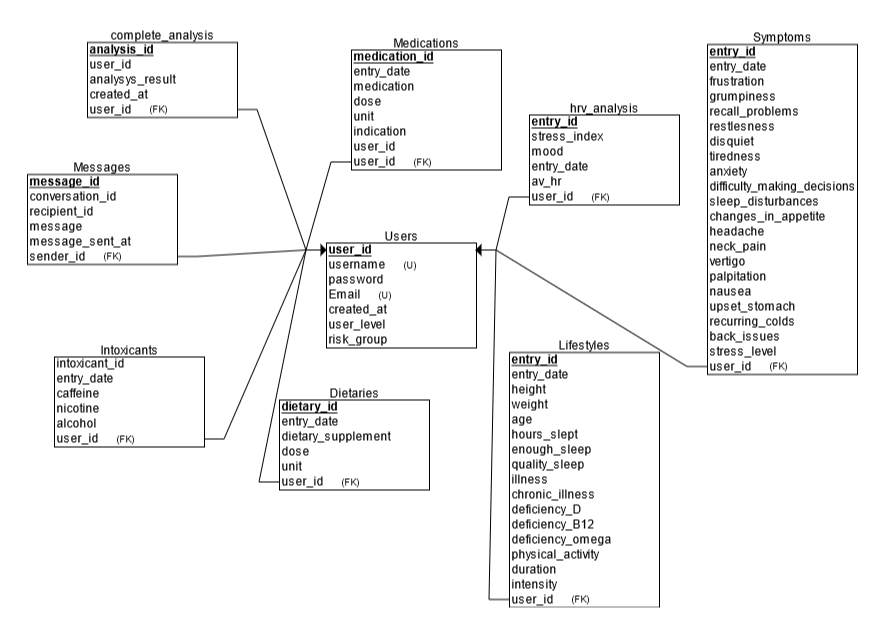 complete_analysis
analysis_id
user_id
analysys_result
created_at
user_id (FK)
Medications
medication_id
entry_date
medication
dose
unit
indication
user_id
user_id (FK)
hrv_analysis
entry_id
stress_index
mood
entry_date
av_hr
user_id (FK)
Symptoms
entry_id
entry_date
frustration
grumpiness
recall_problems
restlesness
disquiet
tiredness
anxiety
difficulty_making_decisions
sleep_disturbances
changes_in_appetite
headache
neck_pain
vertigo
palpitation
nausea
upset_stomach
recurring_colds
back_issues
stress_level
user_id (FK)
Messages
message_id
conversation_id
recipient_id
message
message_sent_at
sender_id (FK)
Users
user_id
username (U)
password
Email (U)
created_at
user_level
risk_group
Intoxicants
intoxicant_id
entry_date
caffeine
nicotine
alcohol
user_id (FK)
Dietaries
dietary_id
entry_date
dietary_supplement
dose
unit
user_id (FK)
Lifestyles
entry_id
entry_date
height
weight
age
hours_slept
enough_sleep
quality_sleep
illness
chronic_illness
deficiency_D
deficiency_B12
deficiency_omega
physical_activity
duration
intensity
user_id (FK)